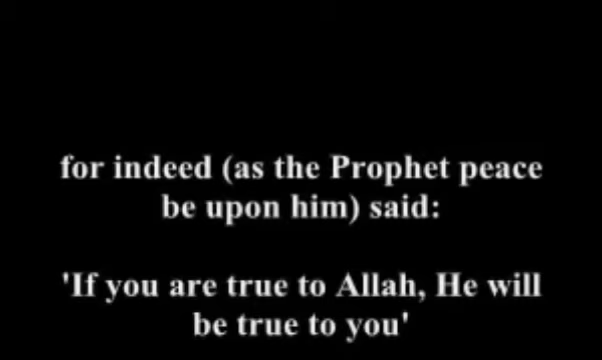 for indeed (as the Prophet peace
be upon him) said:
'If you are true to Allah, He will
be true to you'